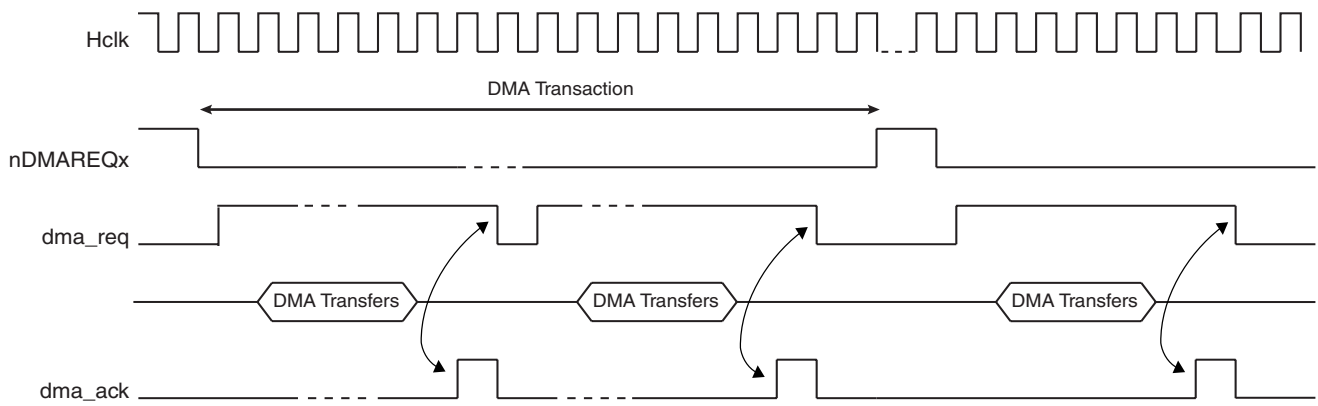 Hclk
DMA Transaction
nDMAREQx
dma_req
DMA Transfers DMA Transfers DMA Transfers
dma_ack